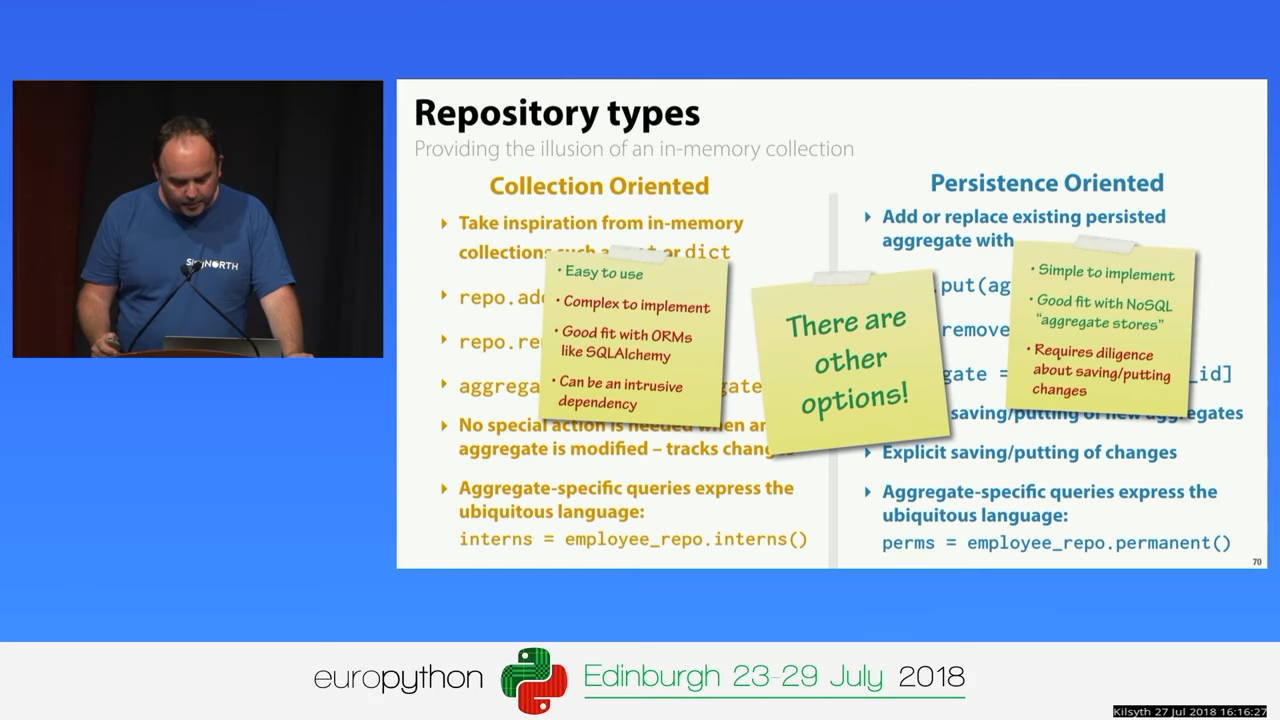 Repository types
Providing the illusion of an in-memory collection
Collection Oriented
Take inspiration from in-memory
collections such a or dict
repo.ad
repo.re
aggrega gate
No special action is needed when an
aggregate is modified – tracks chang
Aggregate-specific queries express the
ubiquitous language:
interns = employee_repo.interns()
• Easy to use
• Complex to implement
• Good fit with ORMs
like SQLAlchemy
• Can be an intrusive
dependency
There are
other
options!
Persistence Oriented
Add or replace existing persisted
aggregate with
.put(ag
remove
gate = _id]
saving/putting of new aggregates
Explicit saving/putting of changes
Aggregate-specific queries express the
ubiquitous language:
perms = employee_repo.permanent()
• Simple to implement
• Good fit with NoSQL
"aggregate stores"
• Requires diligence
about saving/putting
changes
70
europython
Edinburgh 23-29 July 2018
Kilsyth 27 Jul 2018 16:16:27